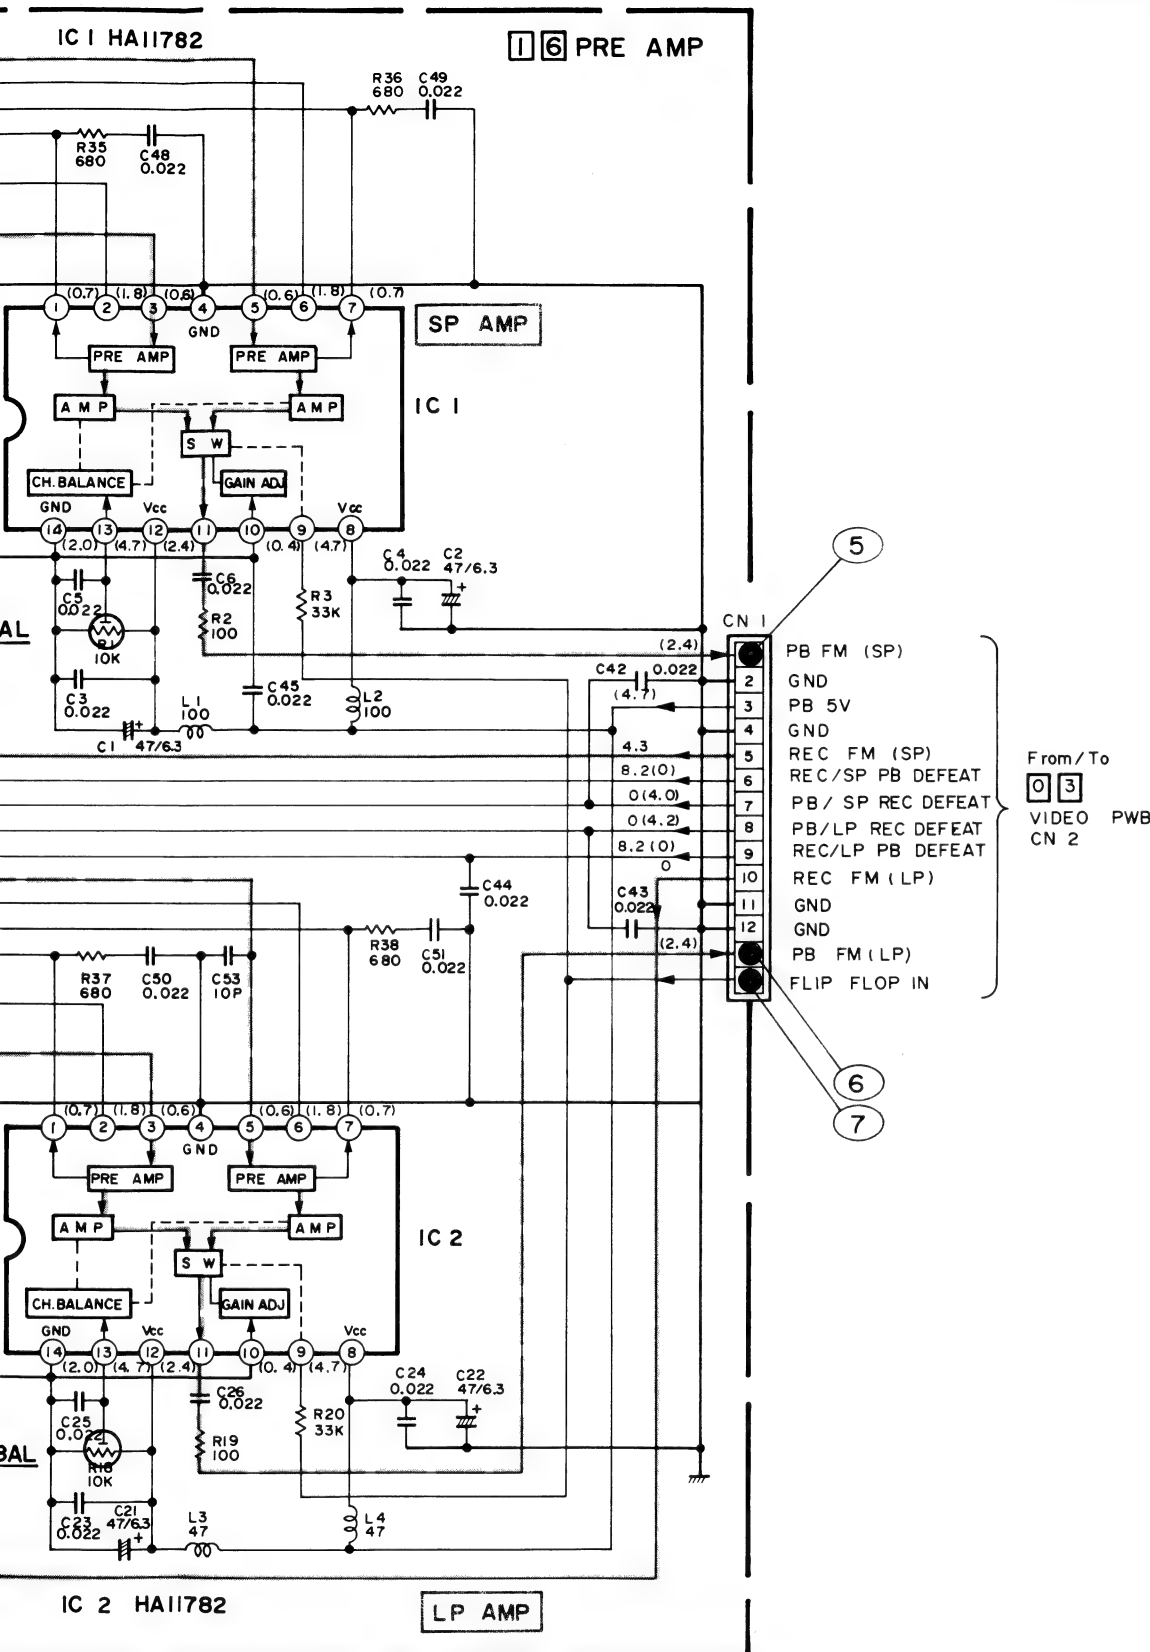 IC 1 HA11782
1 6 PRE AMP
R36 680
C49 0.022
R35 680
C48 0.022
(0.7) (1.8) (0.6) (0.6) (1.8) (0.7)
1 2 3 4 5 6 7
GND
SP AMP
PRE AMP PRE AMP
AMP AMP
IC 1
S W
CH. BALANCE GAIN ADJ
GND Vcc Vcc
14 13 12 11 10 9 8
(2.0) (4.7) (2.4) (0.4) (4.7)
C4 0.022
C2 47/6.3
+
5
C5 0.022
C6 0.022
R3 33K
R2 100
AL
R1 10K
CN 1
(2.4)
PB FM (SP)
C42 0.022
2 GND
C3 0.022
L1 100
C45 0.022
L2 100
(4.7)
3 PB 5V
C1 + 47/6.3
4 GND
4.3
5 REC FM (SP)
8.2(0)
6 REC/SP PB DEFEAT
0(4.0)
7 PB/ SP REC DEFEAT
0(4.2)
8 PB/LP REC DEFEAT
8.2(0)
9 REC/LP PB DEFEAT
0
10 REC FM (LP)
11 GND
12 GND
(2.4)
PB FM (LP)
FLIP FLOP IN
From/To
0 3
VIDEO PWB
CN 2
C44 0.022
C43 0.022
R38 680
C51 0.022
R37 680
C50 0.022
C53 10P
6
7
(0.7) (1.8) (0.6) (0.6) (1.8) (0.7)
1 2 3 4 5 6 7
GND
PRE AMP PRE AMP
AMP AMP
IC 2
S W
CH. BALANCE GAIN ADJ
GND Vcc Vcc
14 13 12 11 10 9 8
(2.0) (4.7) (2.4) (0.4) (4.7)
C24 0.022
C22 47/6.3
+
C25 0.022
C26 0.022
R20 33K
R19 100
BAL
R18 10K
C23 0.022
C21 47/6.3
+
L3 47
L4 47
IC 2 HA11782
LP AMP